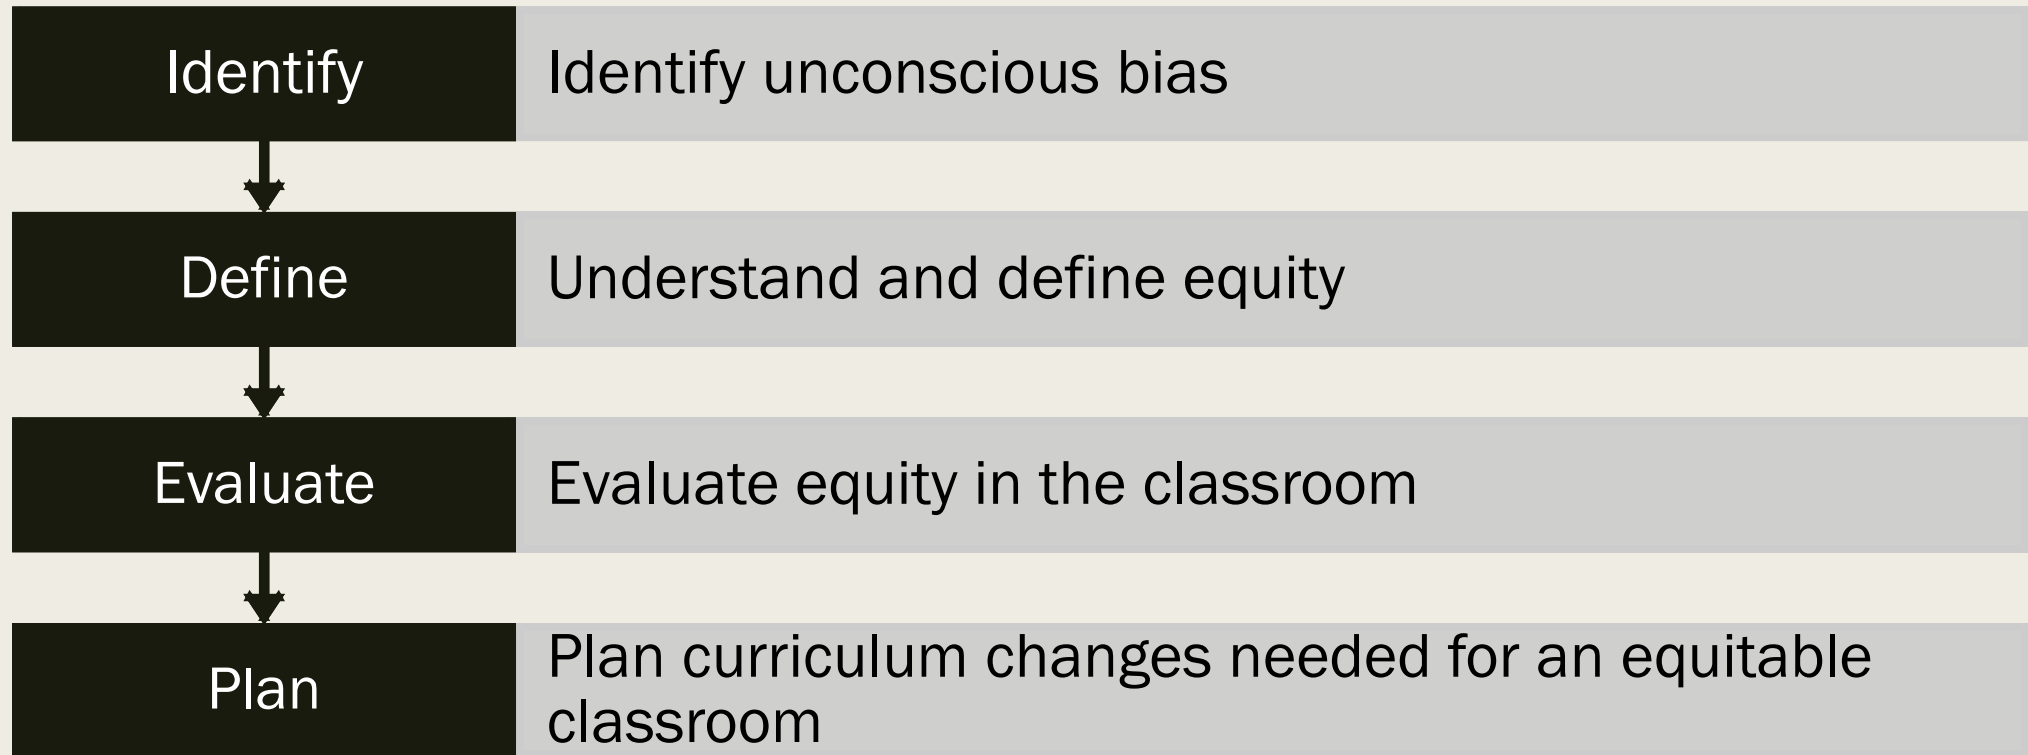 Identify
Identify unconscious bias
Define
Understand and define equity
Evaluate
Evaluate equity in the classroom
Plan
Plan curriculum changes needed for an equitable
classroom